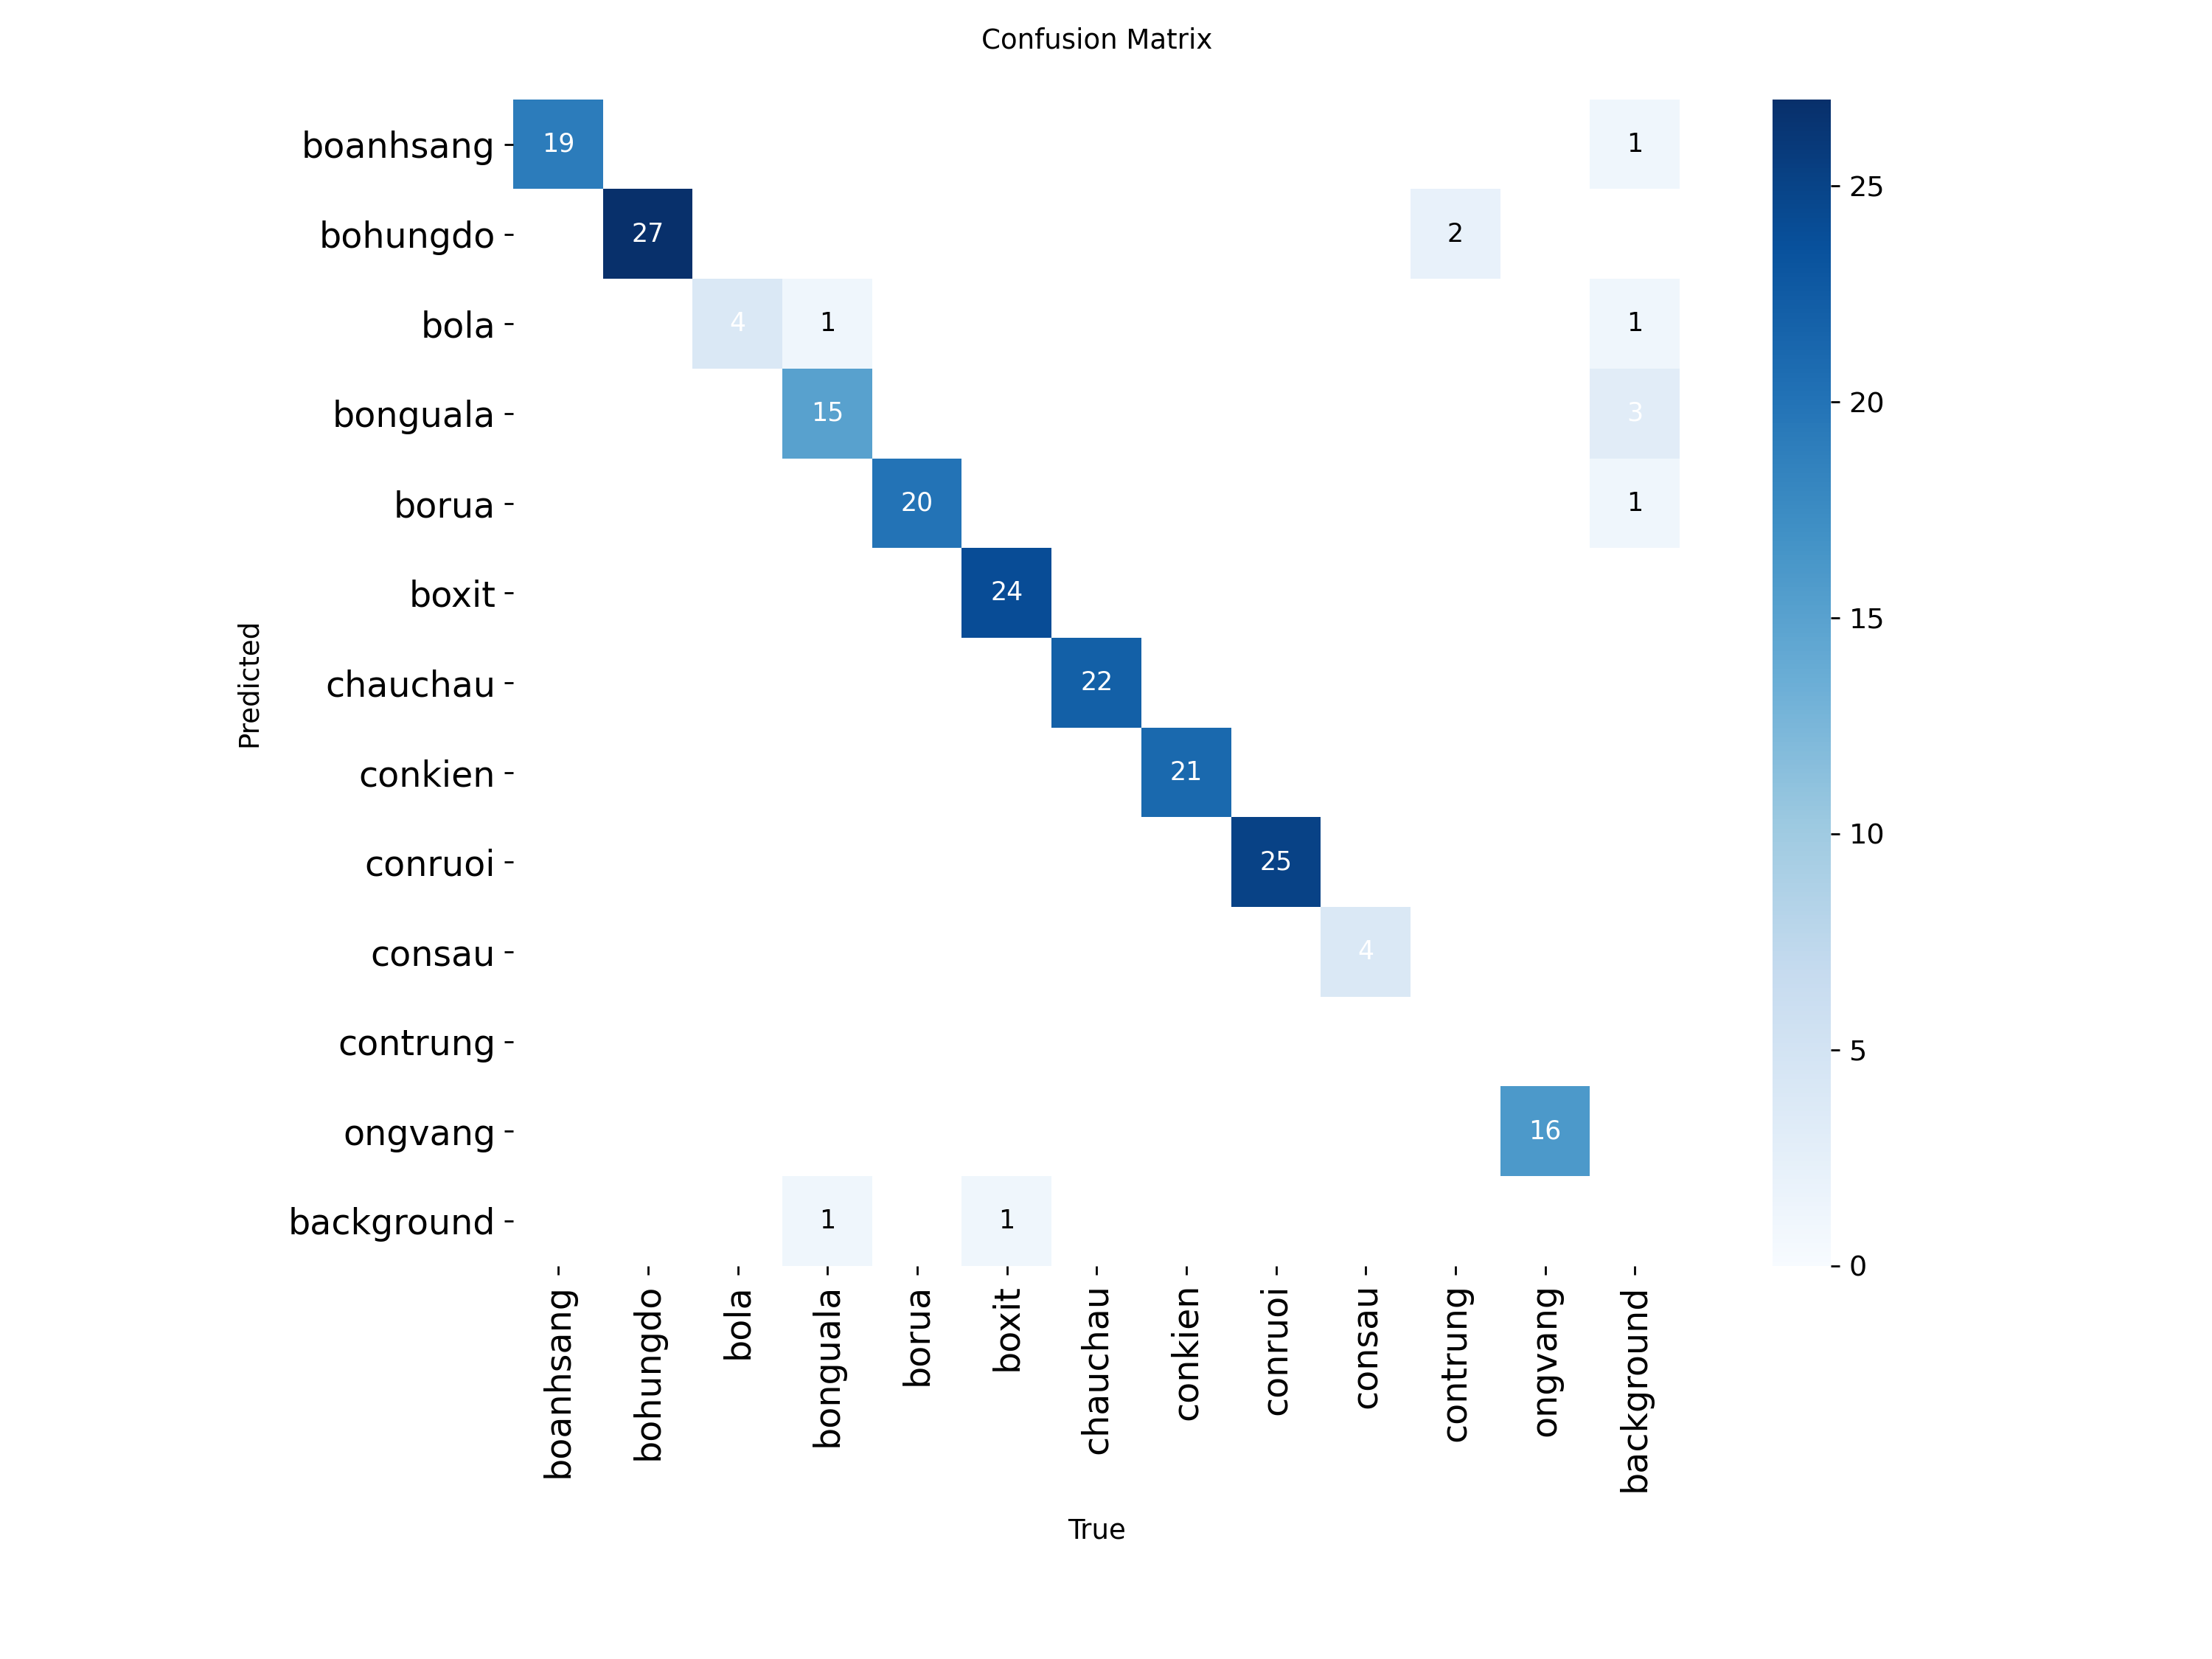 Confusion Matrix
boanhsang 19 1
bohungdo 27 2
bola 4 1 1
bonguala 15 3
borua 20 1
boxit 24
chauchau 22
conkien 21
conruoi 25
consau 4
contrung
ongvang 16
background 1 1
Predicted
boanhsang bohungdo bola bonguala borua boxit chauchau conkien conruoi consau contrung ongvang background
True
25
20
15
10
5
0